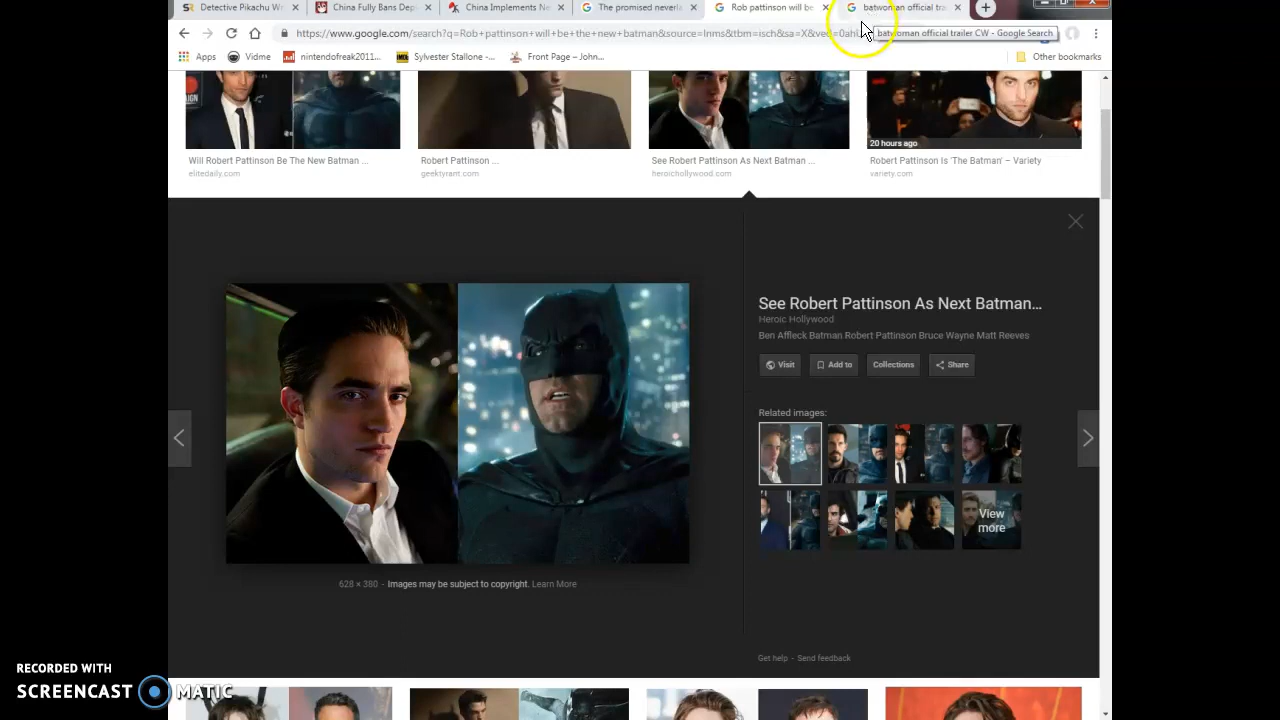 Detective Pikachu W
China Fully Bans Dep
China Implements Ne
The promised neveria
Rob pattinson will be
batwoman official tra
https://www.google.com/search?q=Rob+pattinson+will+be+the+new+batman&source=lnms&tbm=isch&sa=X&ved=0ahU
batwoman official trailer CW - Google Search
Apps
Vidme
nintendofreak2011...
Sylvester Stallone -...
Front Page – John...
Other bookmarks
20 hours ago
Will Robert Pattinson Be The New Batman ...
elitedaily.com
Robert Pattinson ...
geektyrant.com
See Robert Pattinson As Next Batman ...
heroichollywood.com
Robert Pattinson Is 'The Batman' – Variety
variety.com
See Robert Pattinson As Next Batman...
Heroic Hollywood
Ben Affleck Batman Robert Pattinson Bruce Wayne Matt Reeves
Visit
Add to
Collections
Share
Related images:
View
more
628 × 380 - Images may be subject to copyright. Learn More
Get help - Send feedback
RECORDED WITH
SCREENCAST MATIC